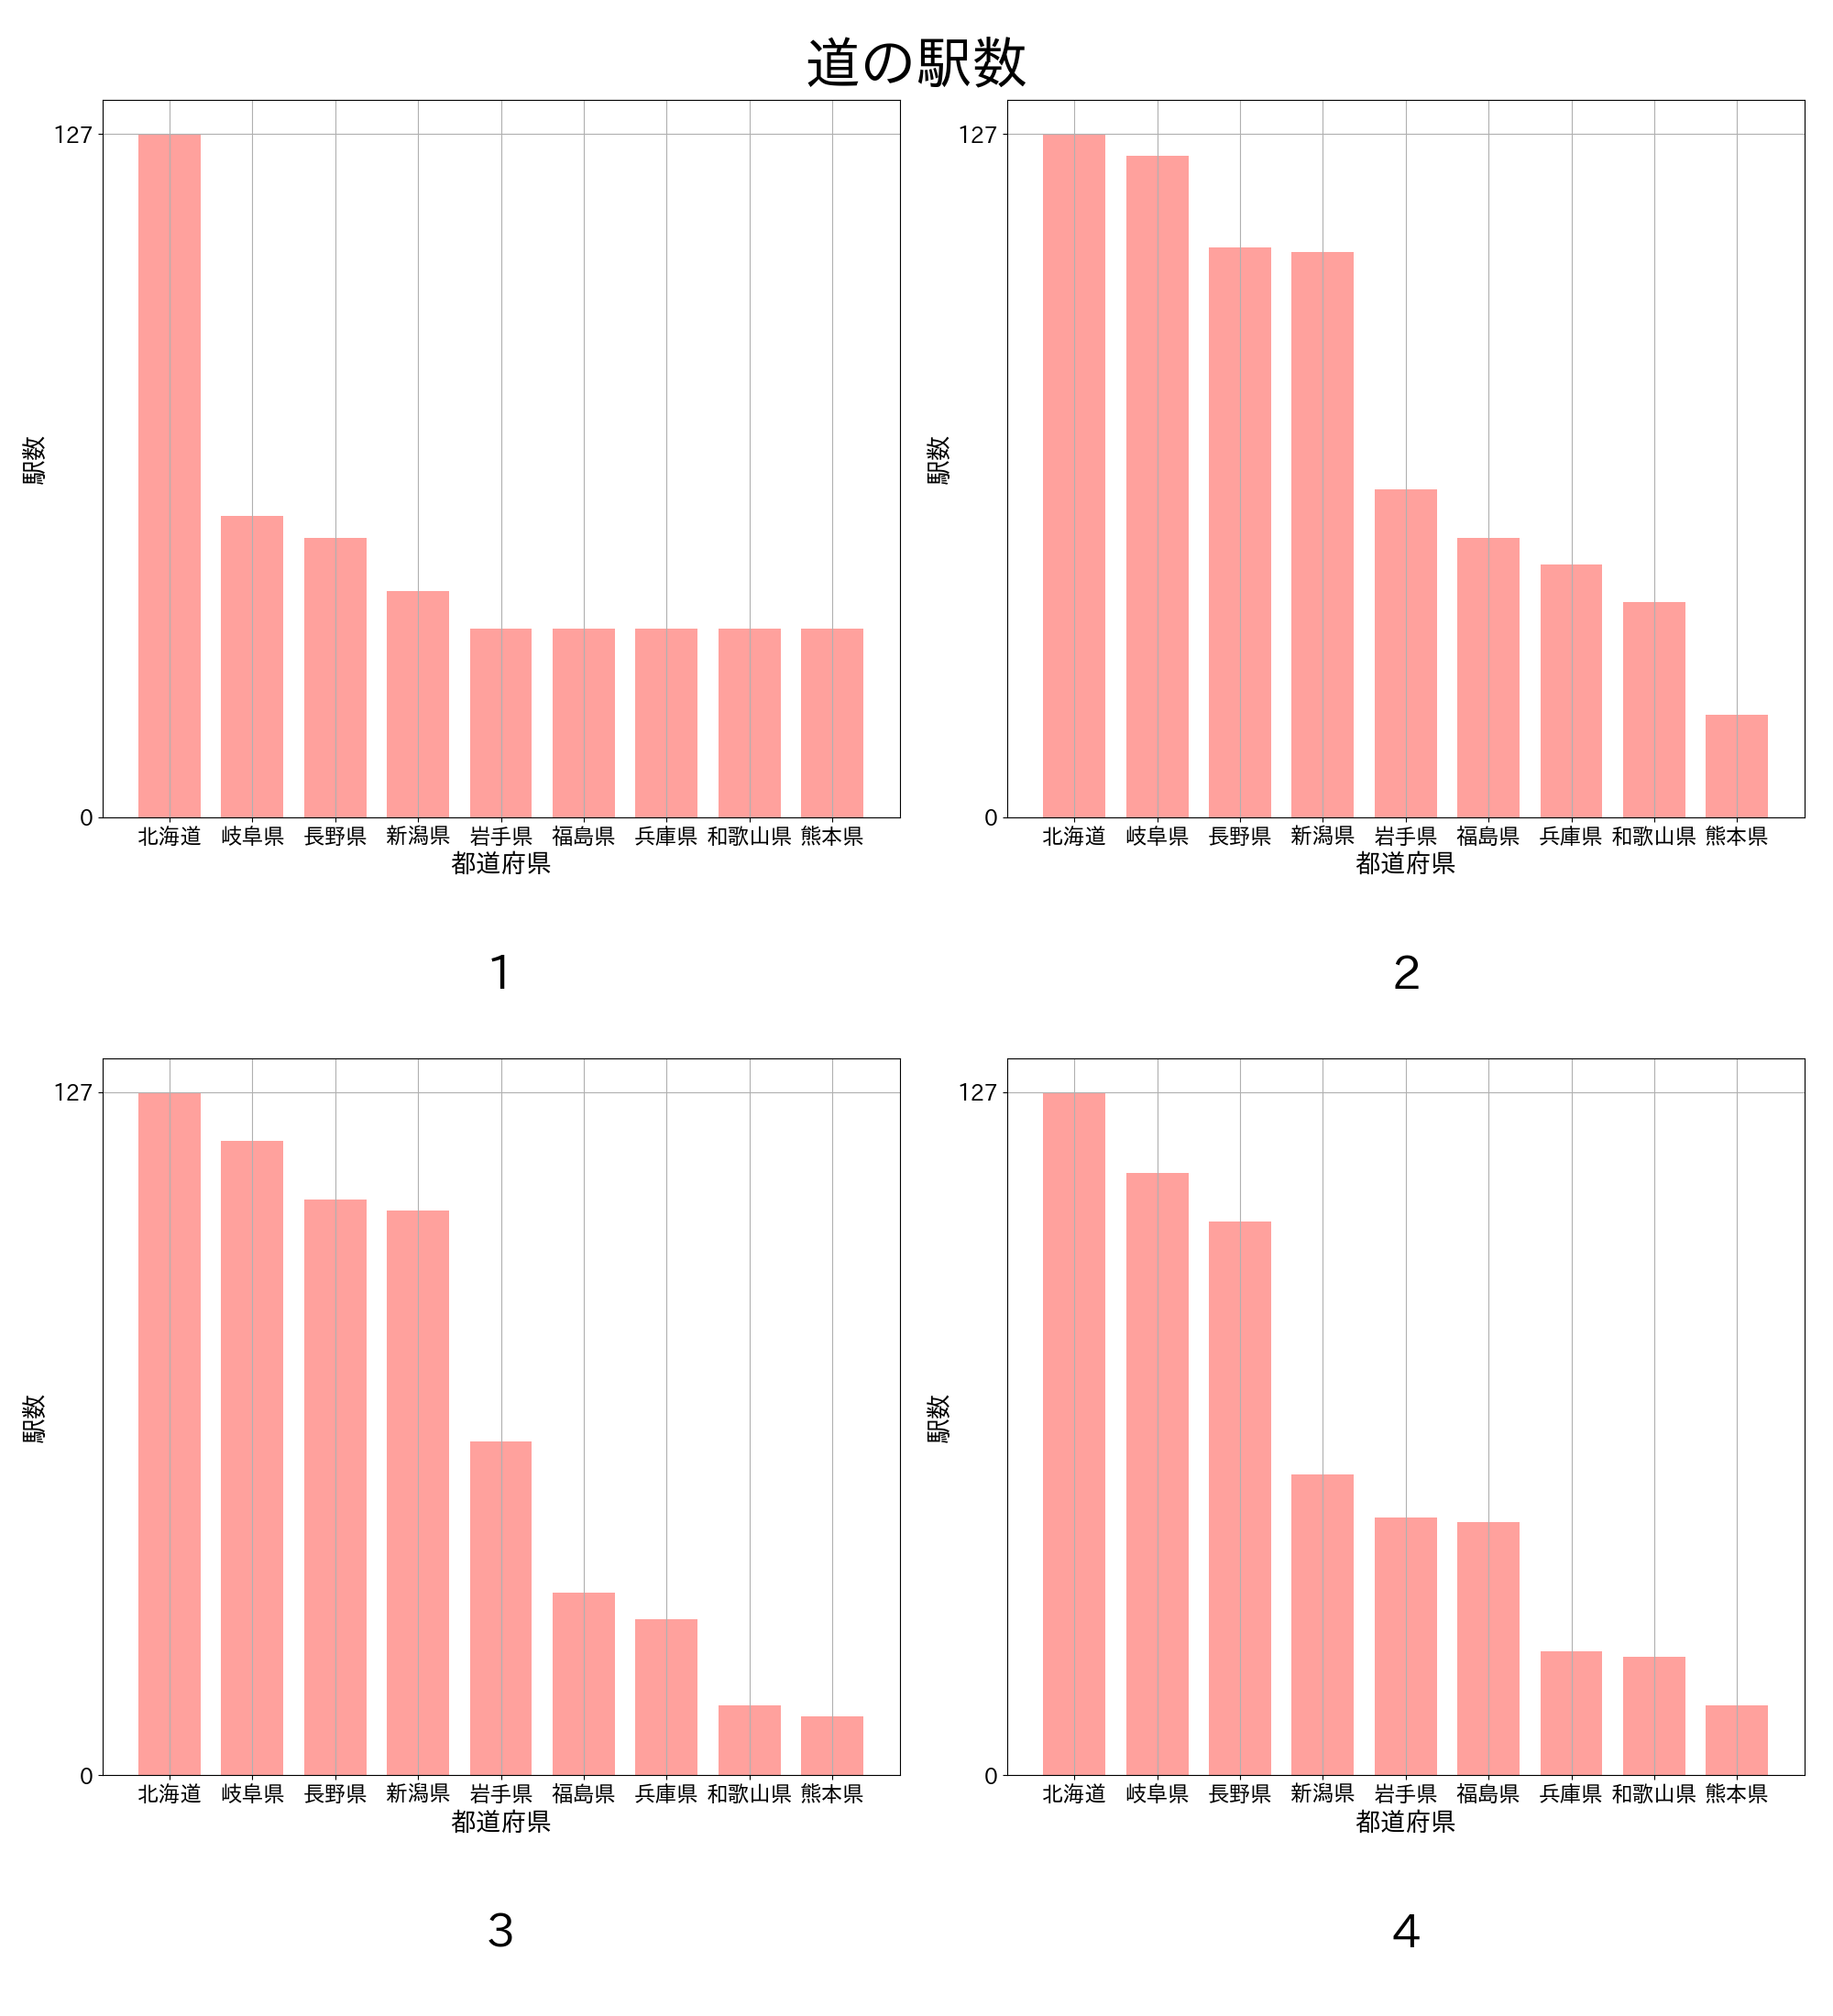 道の駅数
127
駅数
0
北海道 岐阜県 長野県 新潟県 岩手県 福島県 兵庫県 和歌山県 熊本県
都道府県
1
127
駅数
0
北海道 岐阜県 長野県 新潟県 岩手県 福島県 兵庫県 和歌山県 熊本県
都道府県
2
127
駅数
0
北海道 岐阜県 長野県 新潟県 岩手県 福島県 兵庫県 和歌山県 熊本県
都道府県
3
127
駅数
0
北海道 岐阜県 長野県 新潟県 岩手県 福島県 兵庫県 和歌山県 熊本県
都道府県
4